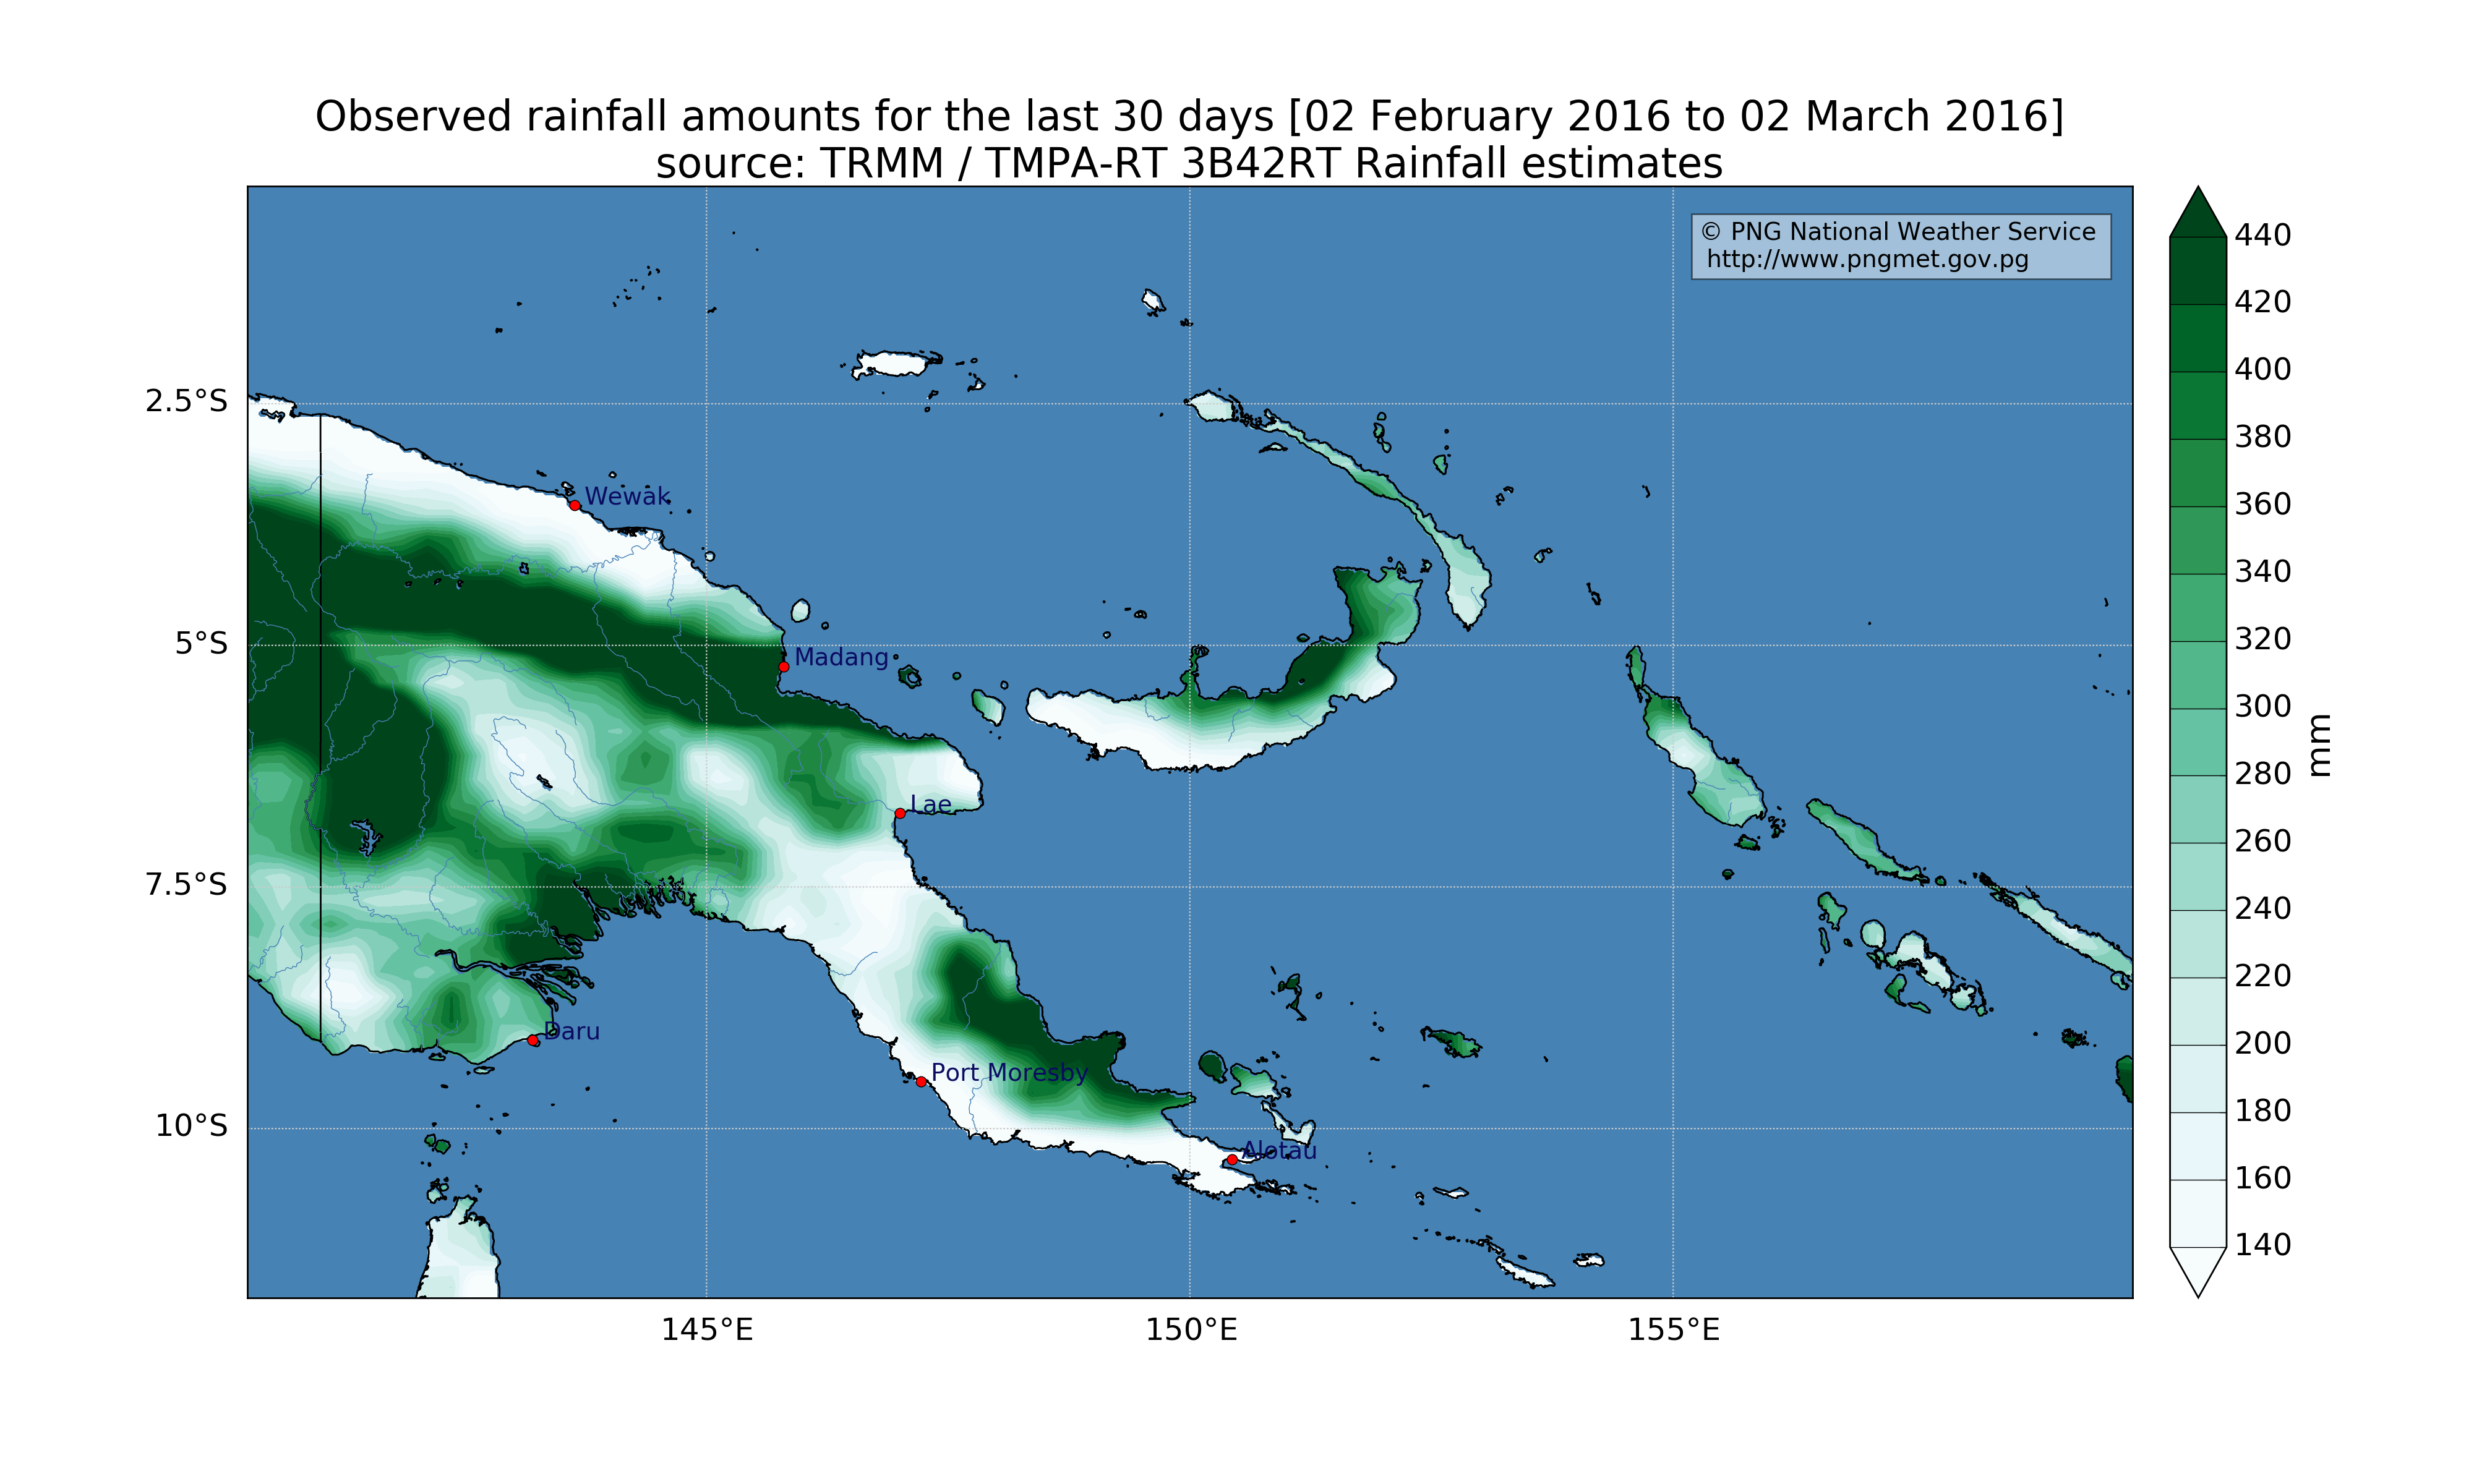 Observed rainfall amounts for the last 30 days [02 February 2016 to 02 March 2016]
source: TRMM / TMPA-RT 3B42RT Rainfall estimates
© PNG National Weather Service
http://www.pngmet.gov.pg
2.5°S
5°S
7.5°S
10°S
145°E
150°E
155°E
Wewak
Madang
Lae
Daru
Port Moresby
Alotau
440
420
400
380
360
340
320
300
280
260
240
220
200
180
160
140
mm